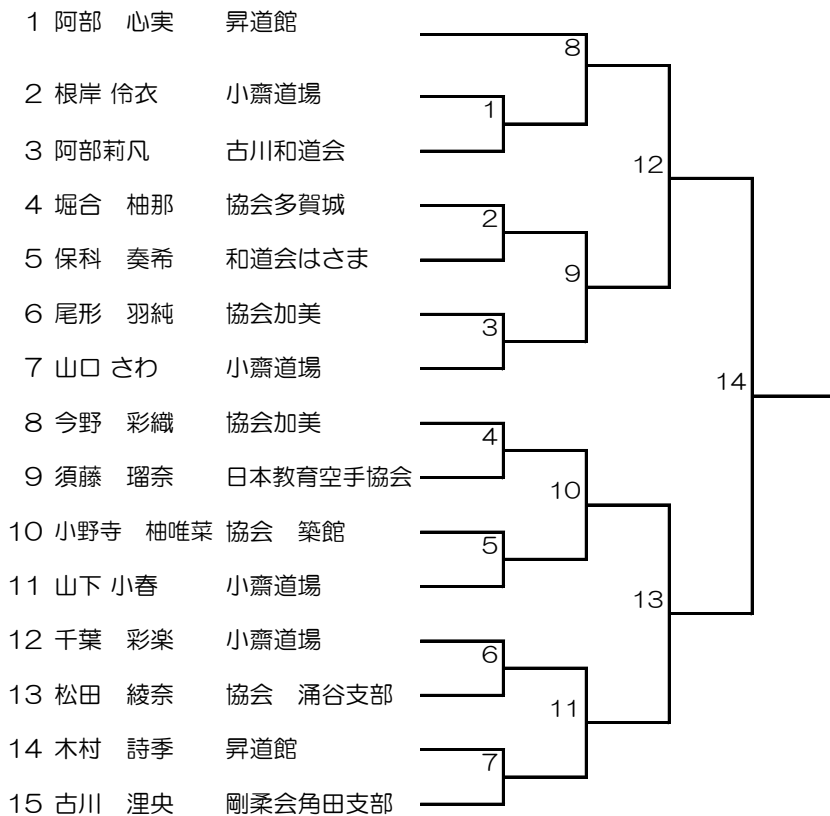 1 阿部　心実　昇道館
8
2 根岸 伶衣　小齋道場
1
3 阿部莉凡　古川和道会
12
4 堀合　柚那　協会多賀城
2
5 保科　奏希　和道会はさま
9
6 尾形　羽純　協会加美
3
7 山口 さわ　小齋道場
14
8 今野　彩織　協会加美
4
9 須藤　瑠奈　日本教育空手協会
10
10 小野寺　柚唯菜　協会　築館
5
11 山下 小春　小齋道場
13
12 千葉　彩楽　小齋道場
6
13 松田　綾奈　協会　涌谷支部
11
14 木村　詩季　昇道館
7
15 古川　浬央　剛柔会角田支部